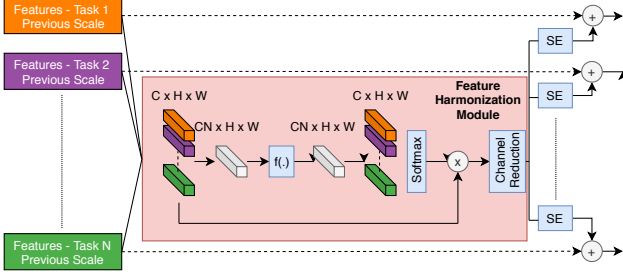 Features - Task 1
Previous Scale
Features - Task 2
Previous Scale
Features - Task N
Previous Scale
Feature
Harmonization
Module
C x H x W
CN x H x W
f(.)
CN x H x W
C x H x W
Softmax
x
Channel
Reduction
SE
+
SE
+
SE
+